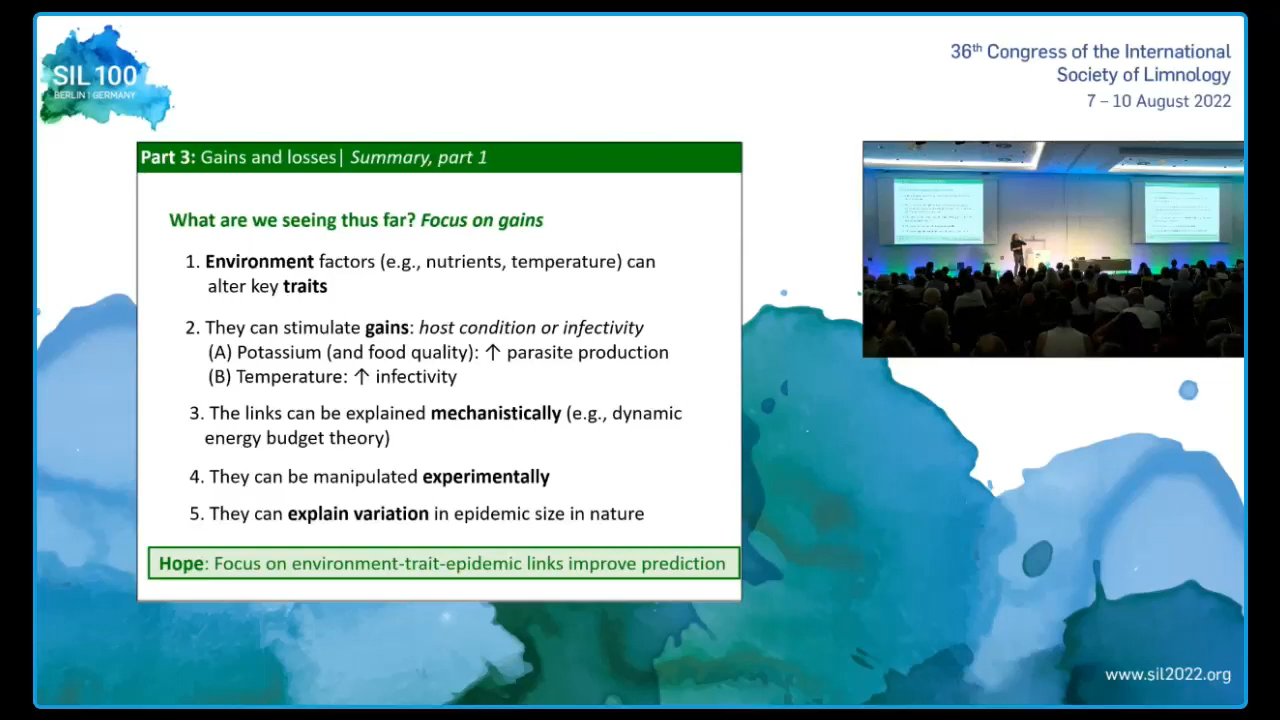 SIL 100
BERLIN | GERMANY
36th Congress of the International
Society of Limnology
7 – 10 August 2022
Part 3: Gains and losses| Summary, part 1
What are we seeing thus far? Focus on gains
1. Environment factors (e.g., nutrients, temperature) can
alter key traits
2. They can stimulate gains: host condition or infectivity
(A) Potassium (and food quality): ↑ parasite production
(B) Temperature: ↑ infectivity
3. The links can be explained mechanistically (e.g., dynamic
energy budget theory)
4. They can be manipulated experimentally
5. They can explain variation in epidemic size in nature
Hope: Focus on environment-trait-epidemic links improve prediction
www.sil2022.org